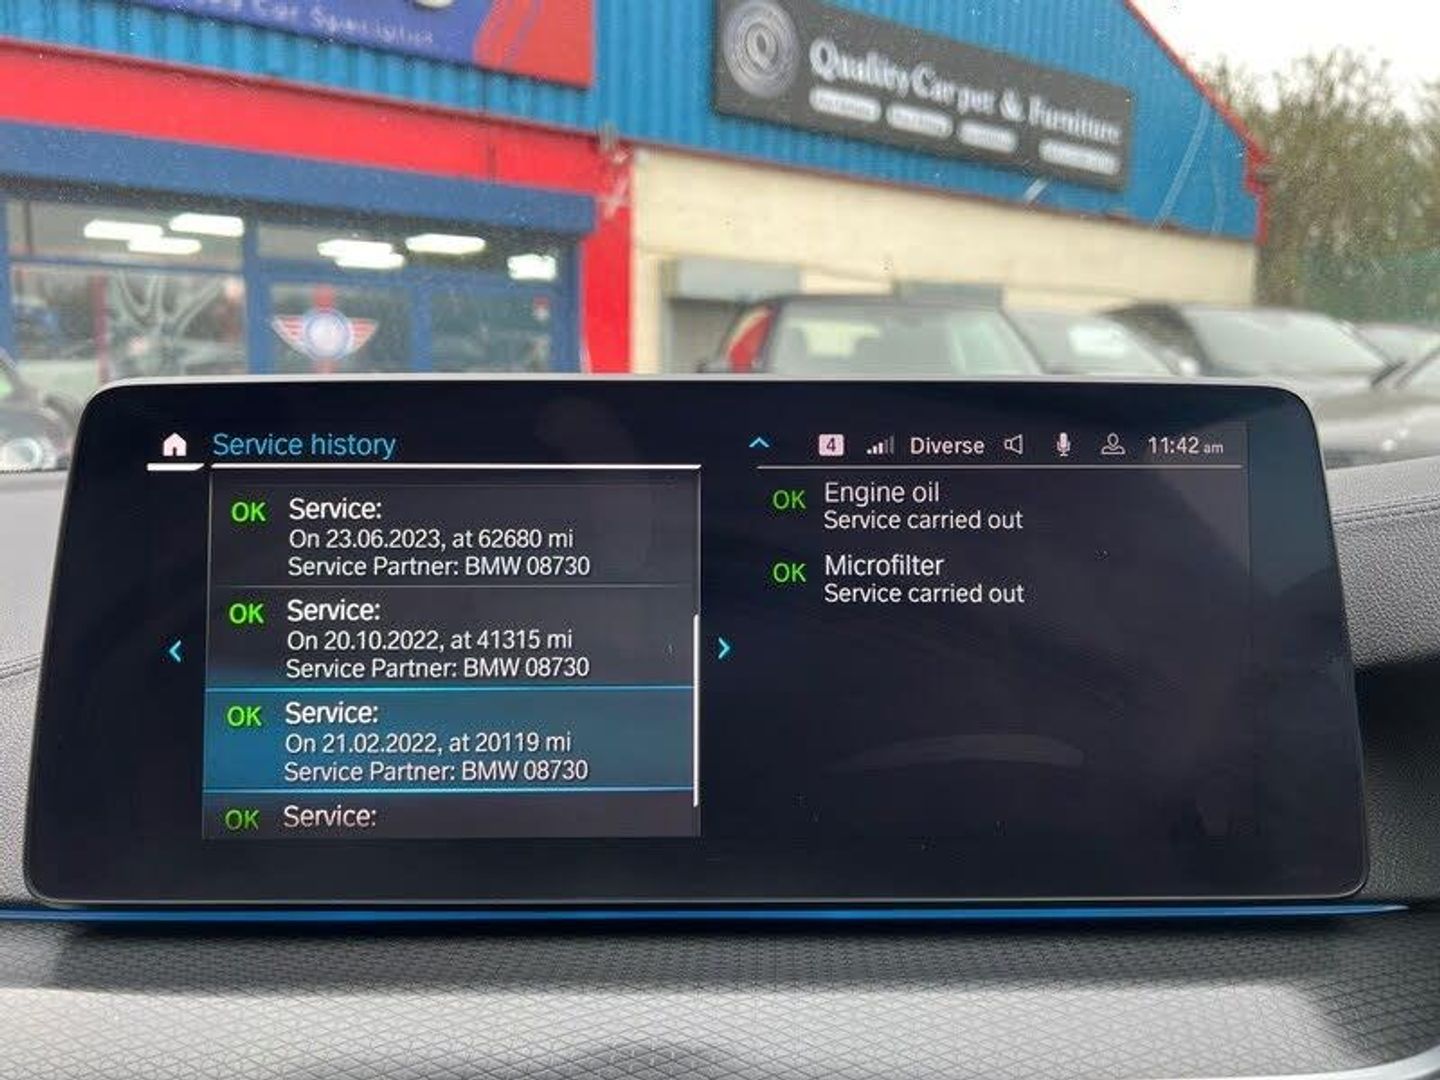 Car Specialist
Quality Carpet & Furniture
Service history
4
Diverse
11:42 am
OK
Service:
On 23.06.2023, at 62680 mi
Service Partner: BMW 08730
OK
Service:
On 20.10.2022, at 41315 mi
Service Partner: BMW 08730
OK
Service:
On 21.02.2022, at 20119 mi
Service Partner: BMW 08730
OK
Service:
OK
Engine oil
Service carried out
OK
Microfilter
Service carried out